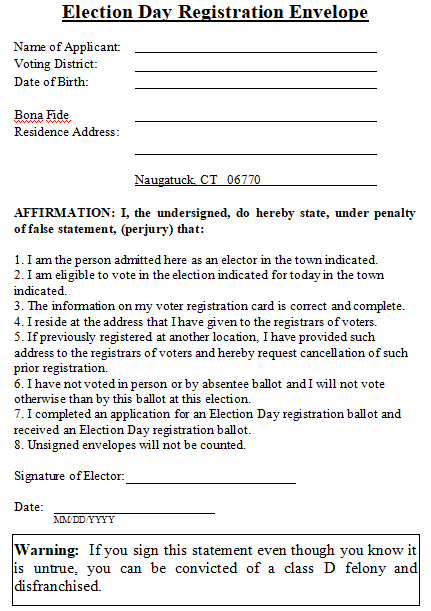 Election Day Registration Envelope
Name of Applicant:
Voting District:
Date of Birth:
Bona Fide
Residence Address:
Naugatuck, CT 06770
AFFIRMATION: I, the undersigned, do hereby state, under penalty
of false statement, (perjury) that:
1. I am the person admitted here as an elector in the town indicated.
2. I am eligible to vote in the election indicated for today in the town
indicated.
3. The information on my voter registration card is correct and complete.
4. I reside at the address that I have given to the registrars of voters.
5. If previously registered at another location, I have provided such
address to the registrars of voters and hereby request cancellation of such
prior registration.
6. I have not voted in person or by absentee ballot and I will not vote
otherwise than by this ballot at this election.
7. I completed an application for an Election Day registration ballot and
received an Election Day registration ballot.
8. Unsigned envelopes will not be counted.
Signature of Elector:
Date:
MM/DD/YYYY
Warning: If you sign this statement even though you know it
is untrue, you can be convicted of a class D felony and
disfranchised.